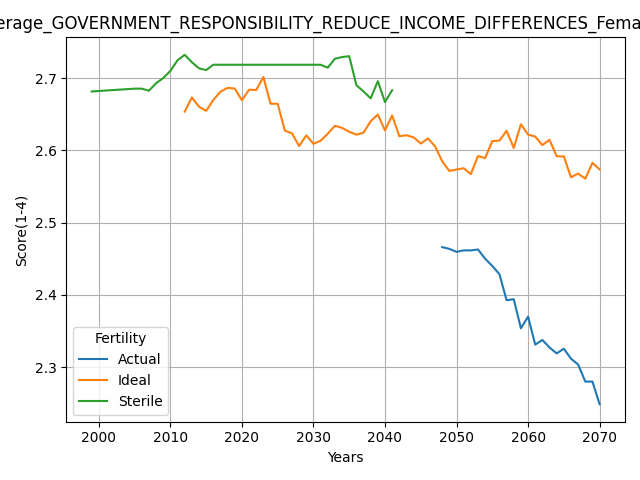 erage_GOVERNMENT_RESPONSIBILITY_REDUCE_INCOME_DIFFERENCES_Fema
Score(1-4)
2.7
2.6
2.5
2.4
2.3
Fertility
Actual
Ideal
Sterile
2000 2010 2020 2030 2040 2050 2060 2070
Years